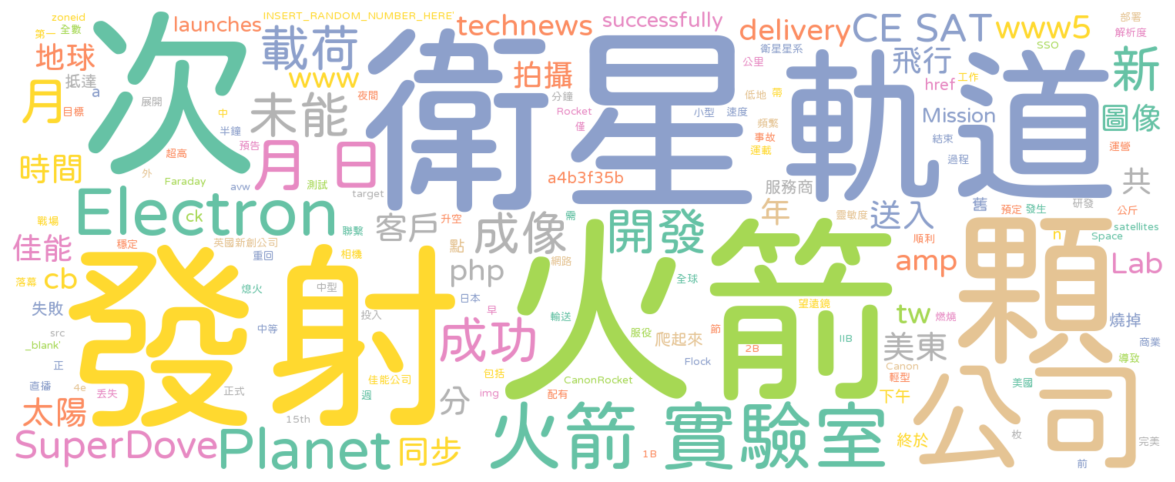 zoneid
INSERT_RANDOM_NUMBER_HERE'
第一
全數
launches
technews
successfully
delivery
CE SAT
www5
部署
解析度
地球
載荷
www
拍攝
衛星星系
公里
飛行
SSO
新
抵達
a
展開
月
目標
中
半鐘
夜間
分鐘
Rocket
僅
小型
速度
低地
需
工作
href
圖像
次
衛星
軌道
未能
頻繁
事故
運載
Mission
結束
過程
運營
預告
超高
外
時間
Faraday
月 日
avw
測試
target
a4b3f35b
服務商
共
研發
公斤
Electron
ck
戰場
聯繫
客戶
升空
成像
需
開發
年
靈敏度
送入
舊
預定
發生
satellites
Space
佳能
穩定
英國新創公司
重回
相機
點
網路
php
全球
amp
順利
n
Lab
cb
落幕
熄火
中型
投入
日本
早
輸送
服役
望遠鏡
節
燃燒
tw
燒掉
商業
失敗
發射
火箭
顆
src
_blank'
正
中等
成功
爬起來
2B
IIB
美東
導致
直播
4e
丟失
正式
佳能公司
週
包括
img
CanonRocket
配有
Flock
Canon
輕型
美國
下午
太陽
15th
分
公司
枚
完美
SuperDove
Planet
同步
火箭 實驗室
1B
終於
前